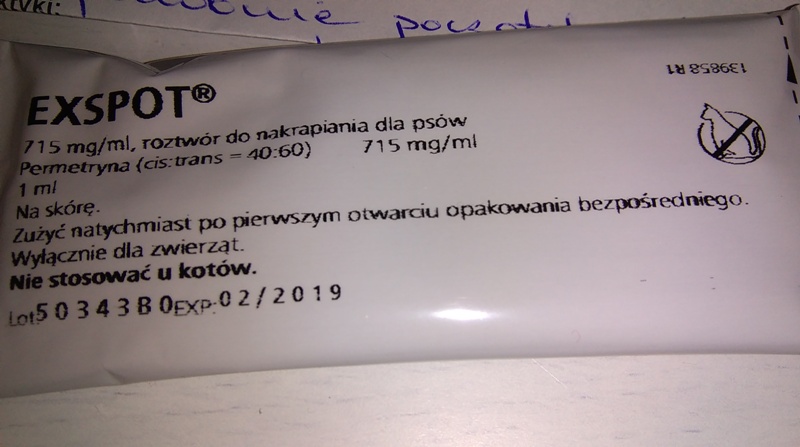 EXSPOT®
715 mg/ml, roztwór do nakrapiania dla psów
Permetryna (cis:trans = 40:60) 715 mg/ml
1 ml
Na skórę.
Zużyć natychmiast po pierwszym otwarciu opakowania bezpośredniego.
Wyłącznie dla zwierząt.
Nie stosować u kotów.
Lot:50343B0 EXP:02/2019
139858 R1